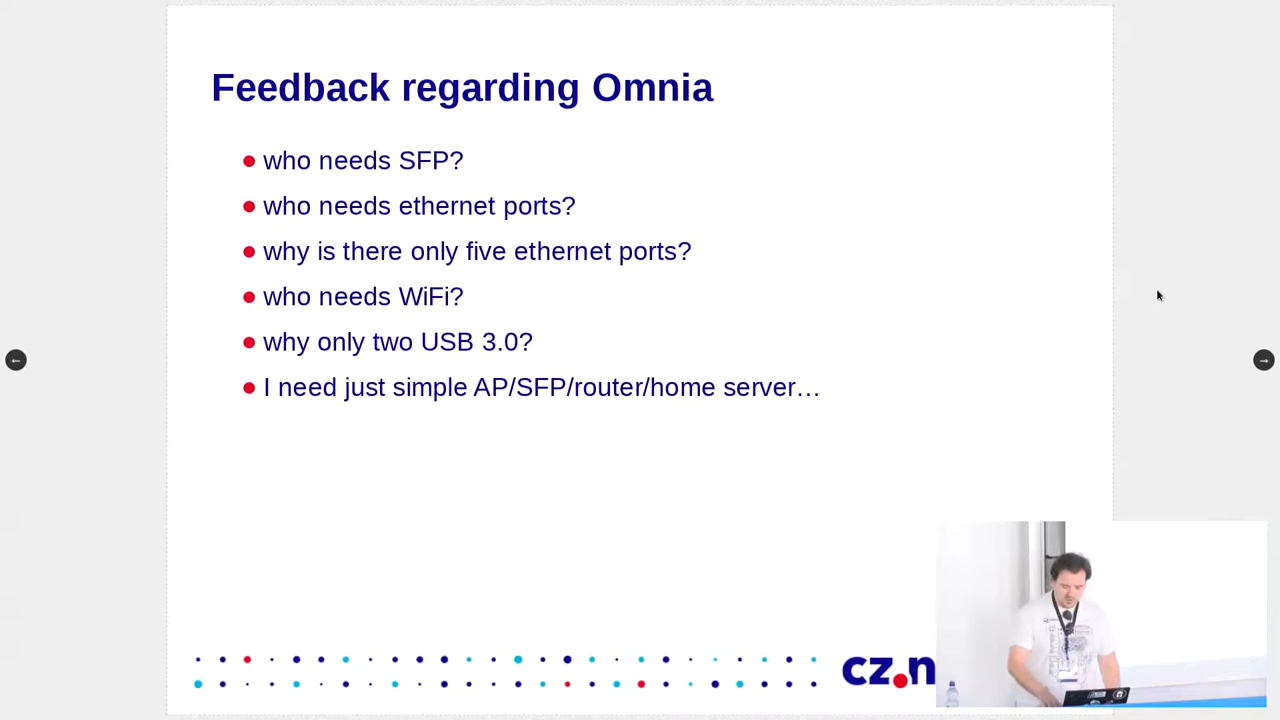 Feedback regarding Omnia
who needs SFP?
who needs ethernet ports?
why is there only five ethernet ports?
who needs WiFi?
why only two USB 3.0?
I need just simple AP/SFP/router/home server…
cz.n